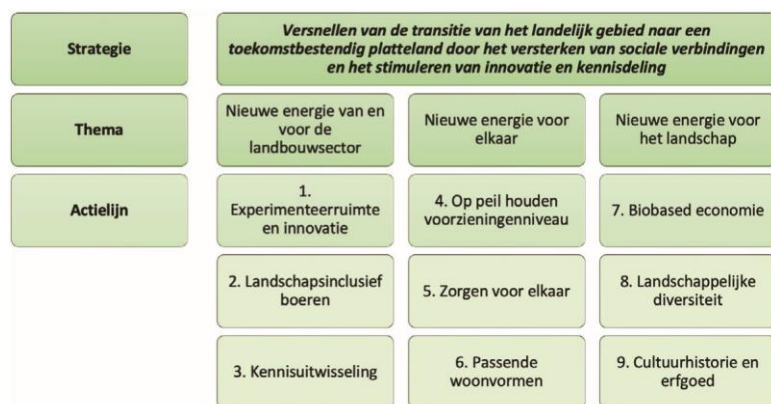 Strategie
Versnellen van de transitie van het landelijk gebied naar een
toekomstbestendig platteland door het versterken van sociale verbindingen
en het stimuleren van innovatie en kennisdeling
Thema
Nieuwe energie van en
voor de
landbouwsector
Nieuwe energie voor
elkaar
Nieuwe energie voor
het landschap
Actielijn
1.
Experimenteerruimte
en innovatie
4. Op peil houden
voorzieningenniveau
7. Biobased economie
2. Landschapsinclusief
boeren
5. Zorgen voor elkaar
8. Landschappelijke
diversiteit
3. Kennisuitwisseling
6. Passende
woonvormen
9. Cultuurhistorie en
erfgoed